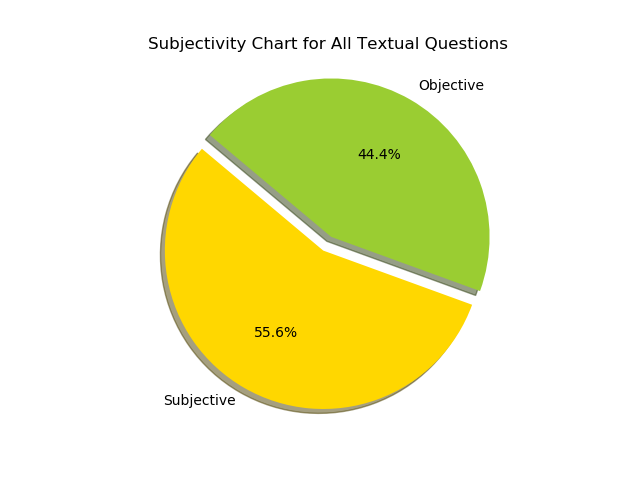 Subjectivity Chart for All Textual Questions
Objective
44.4%
55.6%
Subjective